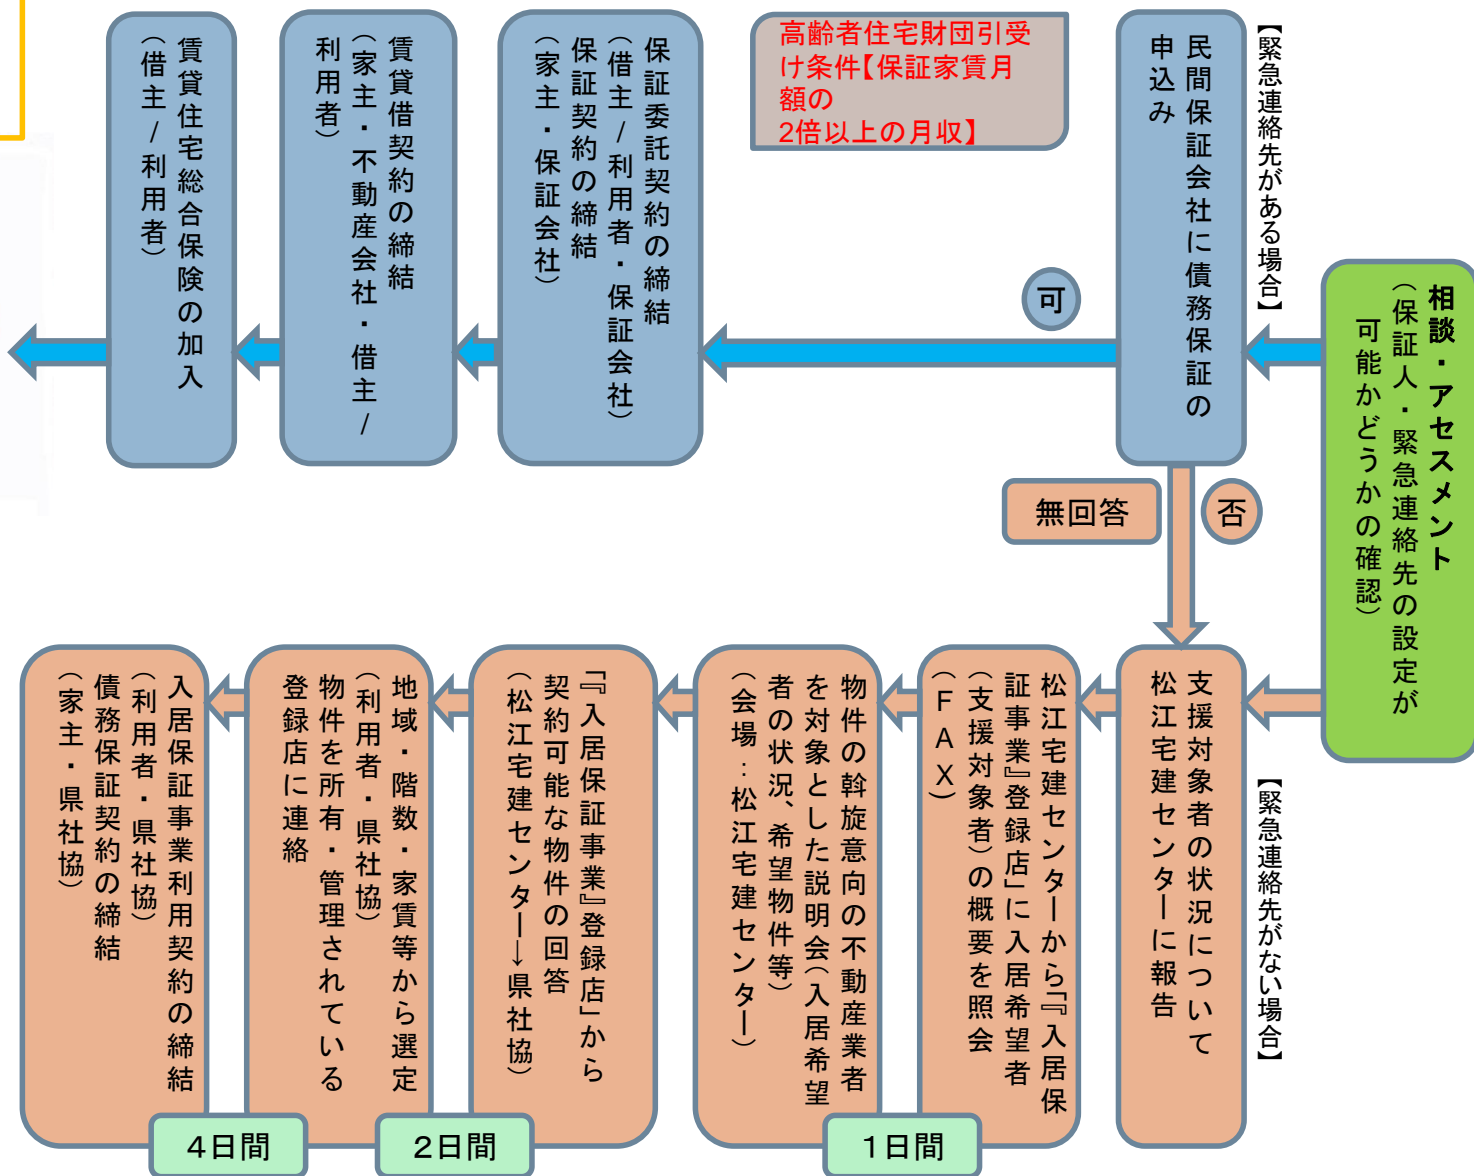 相談・アセスメント
（保証人・緊急連絡先の設定が
可能かどうかの確認）
【緊急連絡先がある場合】
民間保証会社に債務保証の
申込み
可
高齢者住宅財団引受
け条件【保証家賃月
額の
2倍以上の月収】
保証委託契約の締結
（借主/利用者・保証会社）
保証契約の締結
（家主・保証会社）
賃貸借契約の締結
（家主・不動産会社・借主/
利用者）
賃貸住宅総合保険の加入
（借主/利用者）
否
無回答
【緊急連絡先がない場合】
支援対象者の状況について
松江宅建センターに報告
松江宅建センターから「『入居保
証事業』登録店」に入居希望者
（支援対象者）の概要を照会
（FAX）
1日間
物件の斡旋意向の不動産業者
を対象とした説明会（入居希望
者の状況、希望物件等）
（会場：松江宅建センター）
「『入居保証事業』登録店」から
契約可能な物件の回答
（松江宅建センター→県社協）
2日間
地域・階数・家賃等から選定
（利用者・県社協）
物件を所有・管理されている
登録店に連絡
4日間
入居保証事業利用契約の締結
（利用者・県社協）
債務保証契約の締結
（家主・県社協）